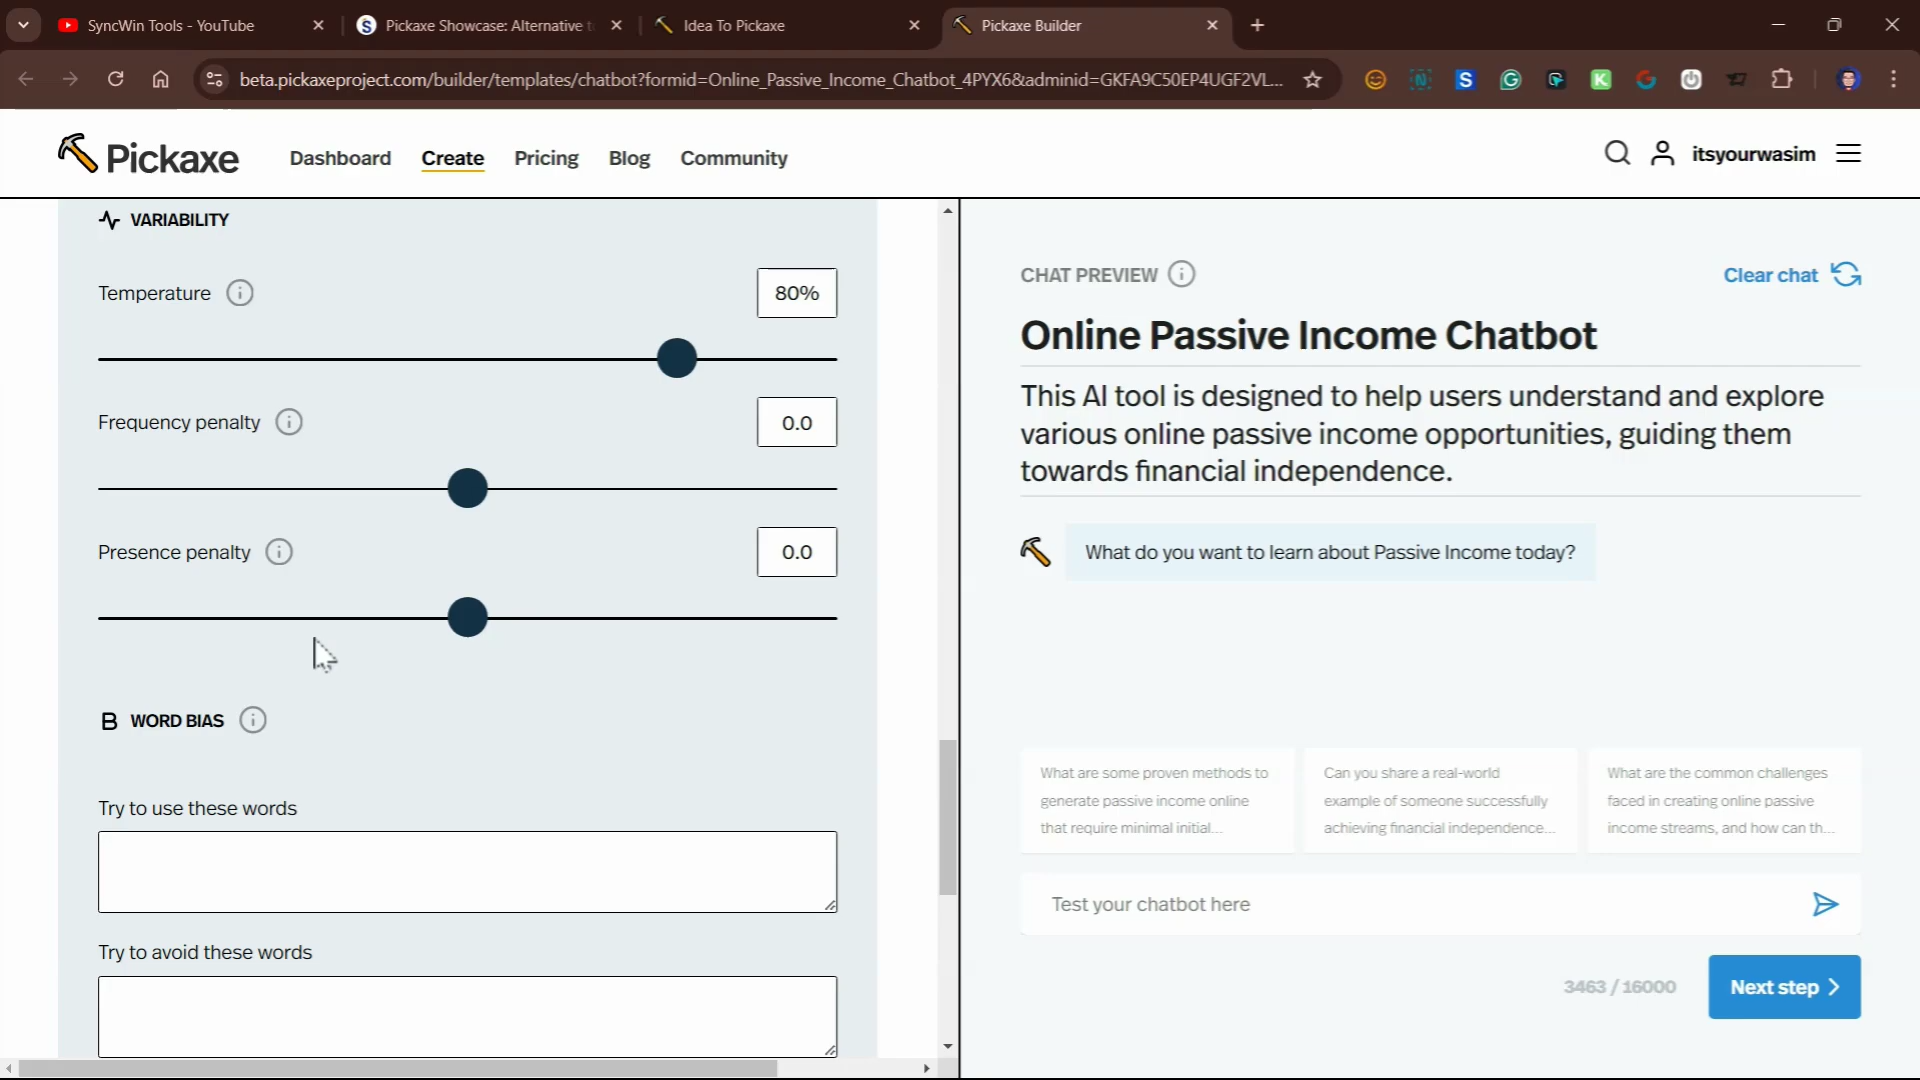 SyncWin Tools - YouTube
Pickaxe Showcase: Alternative t
Idea To Pickaxe
Pickaxe Builder
beta.pickaxeproject.com/builder/templates/chatbot?formid=Online_Passive_Income_Chatbot_4PYX6&adminid=GKFA9C50EP4UGF2VL...
Pickaxe
Dashboard
Create
Pricing
Blog
Community
itsyourwasim
VARIABILITY
Temperature
80%
Frequency penalty
0.0
Presence penalty
0.0
B WORD BIAS
Try to use these words
Try to avoid these words
CHAT PREVIEW
Clear chat
Online Passive Income Chatbot
This AI tool is designed to help users understand and explore
various online passive income opportunities, guiding them
towards financial independence.
What do you want to learn about Passive Income today?
What are some proven methods to
generate passive income online
that require minimal initial...
Can you share a real-world
example of someone successfully
achieving financial independence...
What are the common challenges
faced in creating online passive
income streams, and how can th...
Test your chatbot here
3463 / 16000
Next step